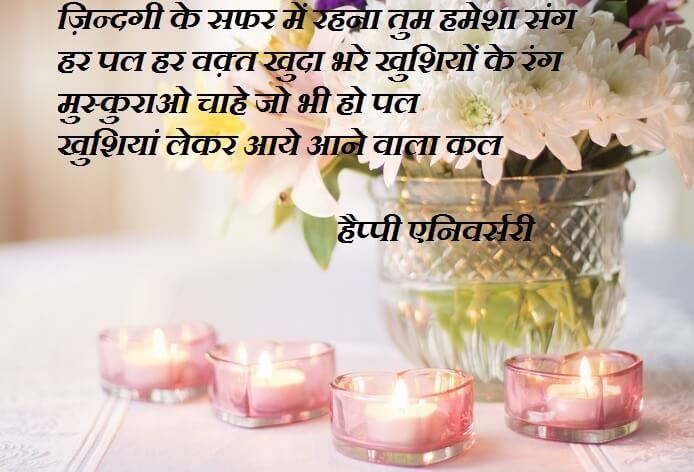 ज़िन्दगी के सफर में रहना तुम हमेशा संग
हर पल हर वक़्त खुदा भरे खुशियों के रंग
मुस्कुराओ चाहे जो भी हो पल
खुशियां लेकर आये आने वाला कल
हैप्पी एनिवर्सरी